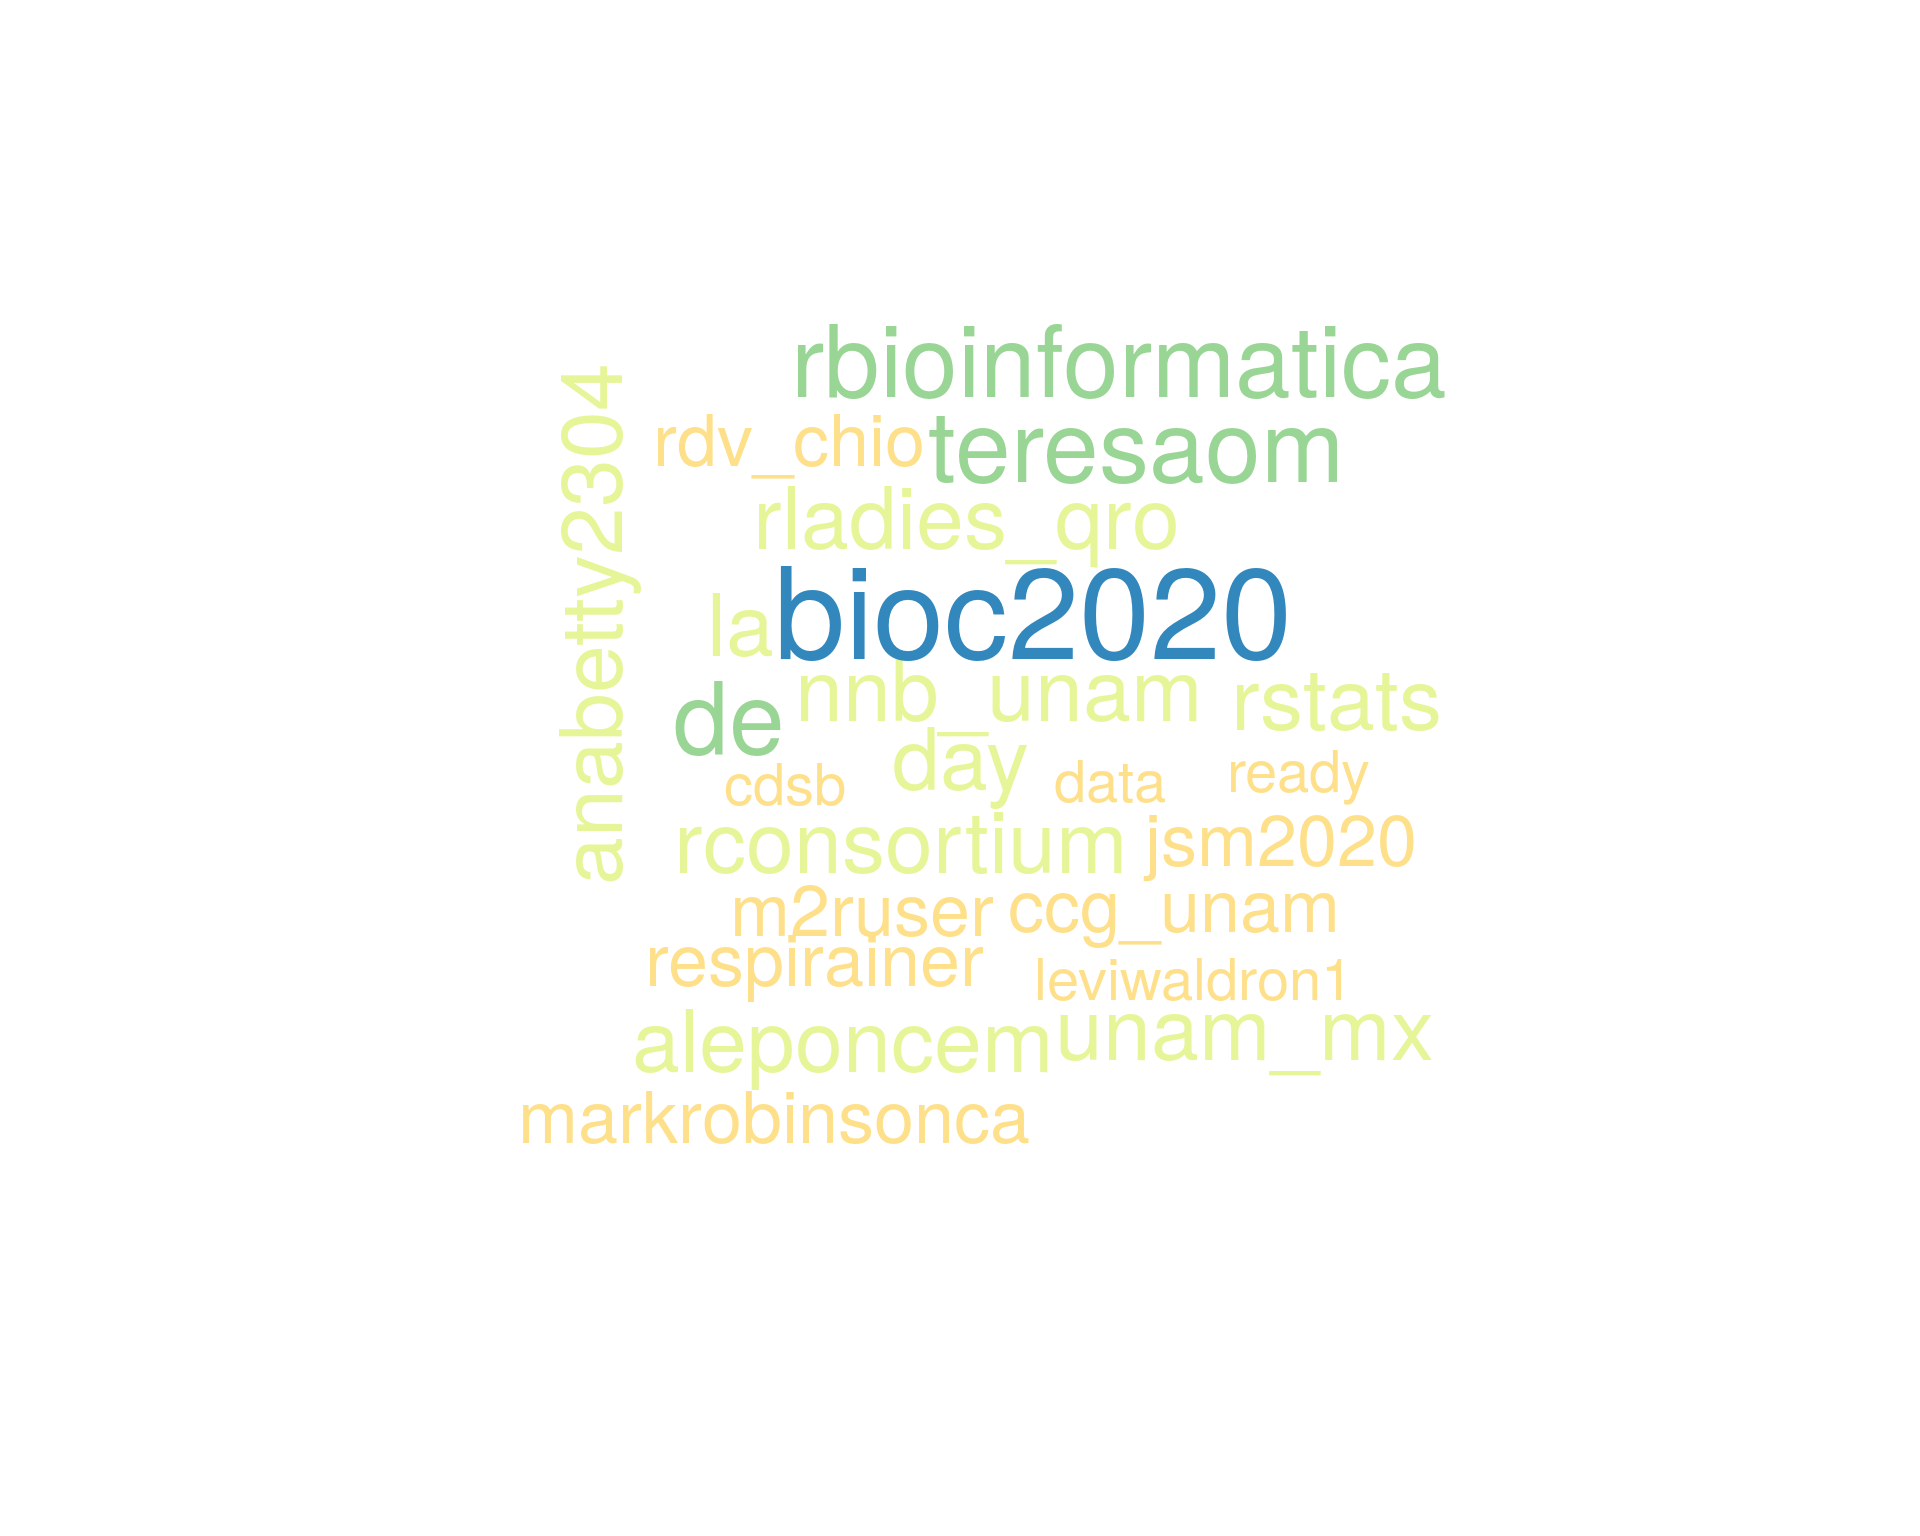 rbioinformatica
anabetty2304
rdv_chio teresaom
rladies_qro
la bioc2020
de nnb_unam rstats
cdsb day data ready
rconsortium jsm2020
m2ruser ccg_unam
respirainer leviwaldron1
aleponcem unam_mx
markrobinsonca